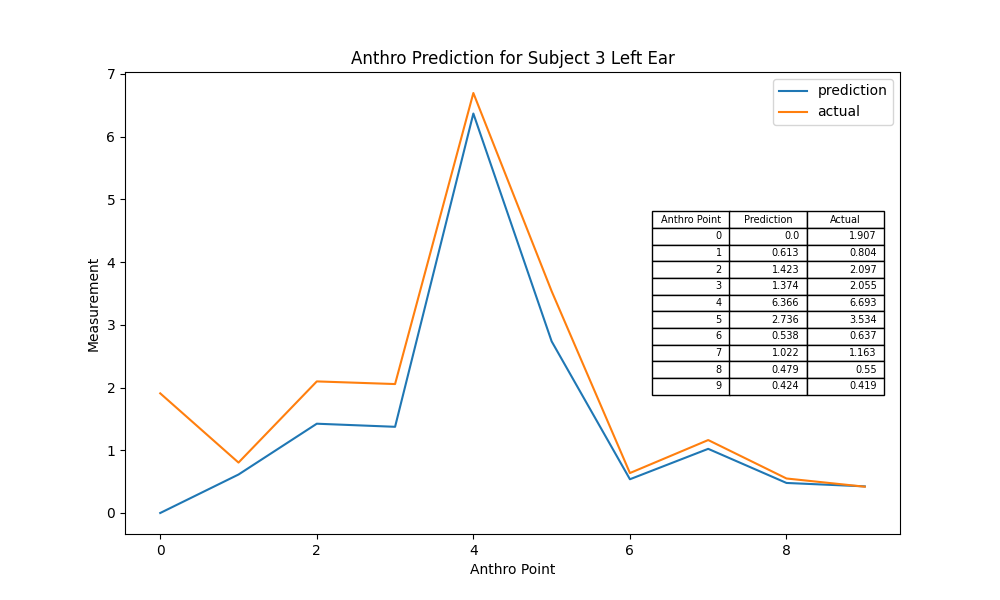 Anthro Prediction for Subject 3 Left Ear
7
6
5
4
3
2
1
0
Measurement
0 2 4 6 8
Anthro Point
prediction
actual
Anthro Point Prediction Actual
0 0.0 1.907
1 0.613 0.804
2 1.423 2.097
3 1.374 2.055
4 6.366 6.693
5 2.736 3.534
6 0.538 0.637
7 1.022 1.163
8 0.479 0.55
9 0.424 0.419